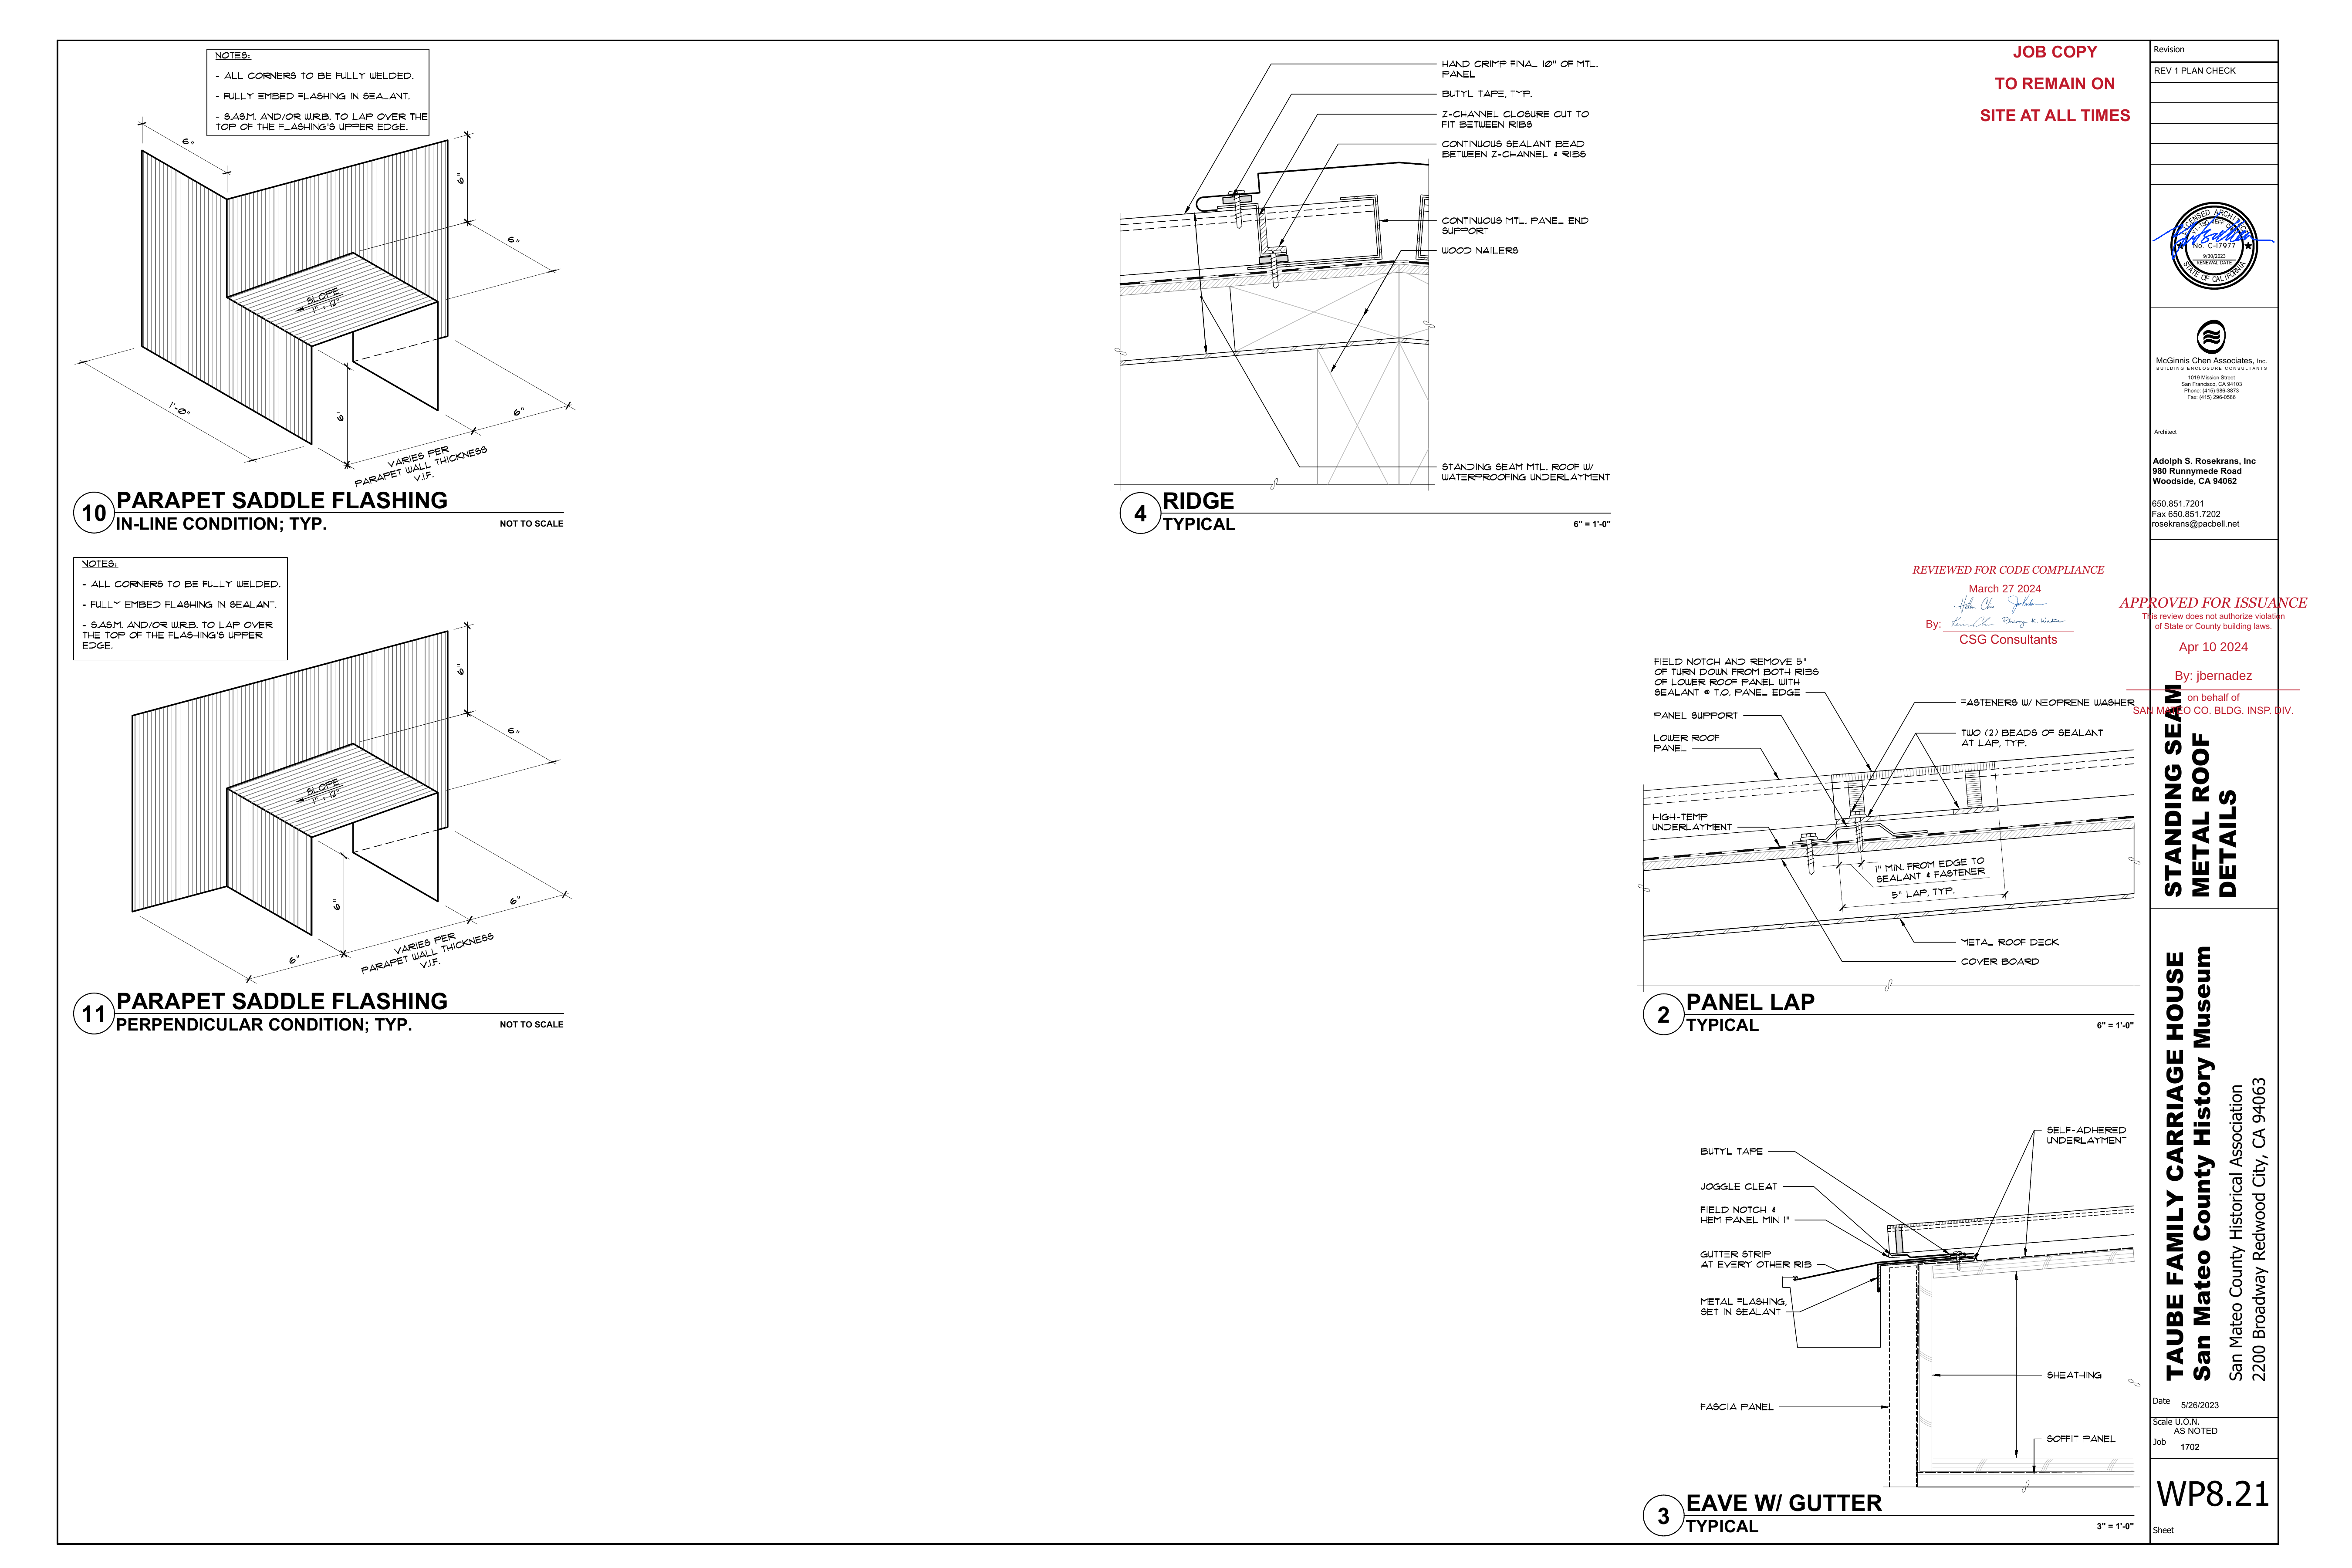 NOTES:
- ALL CORNERS TO BE FULLY WELDED.
- FULLY EMBED FLASHING IN SEALANT.
- S.A.S.M. AND/OR W.R.B. TO LAP OVER THE
TOP OF THE FLASHING'S UPPER EDGE.
6"
6"
6"
SLOPE
1" : 12"
1'-0"
6"
6"
VARIES PER
PARAPET WALL THICKNESS
V.I.F.
10
PARAPET SADDLE FLASHING
IN-LINE CONDITION; TYP.
NOT TO SCALE
NOTES:
- ALL CORNERS TO BE FULLY WELDED.
- FULLY EMBED FLASHING IN SEALANT.
- S.A.S.M. AND/OR W.R.B. TO LAP OVER
THE TOP OF THE FLASHING'S UPPER
EDGE.
6"
6"
SLOPE
1" : 12"
6"
6"
6"
VARIES PER
PARAPET WALL THICKNESS
V.I.F.
11
PARAPET SADDLE FLASHING
PERPENDICULAR CONDITION; TYP.
NOT TO SCALE
HAND CRIMP FINAL 10" OF MTL.
PANEL
BUTYL TAPE, TYP.
Z-CHANNEL CLOSURE CUT TO
FIT BETWEEN RIBS
CONTINUOUS SEALANT BEAD
BETWEEN Z-CHANNEL & RIBS
CONTINUOUS MTL. PANEL END
SUPPORT
WOOD NAILERS
STANDING SEAM MTL. ROOF W/
WATERPROOFING UNDERLAYMENT
4
RIDGE
TYPICAL
6" = 1'-0"
JOB COPY
TO REMAIN ON
SITE AT ALL TIMES
REVIEWED FOR CODE COMPLIANCE
March 27 2024
By:
CSG Consultants
FIELD NOTCH AND REMOVE 5"
OF TURN DOWN FROM BOTH RIBS
OF LOWER ROOF PANEL WITH
SEALANT @ T.O. PANEL EDGE
PANEL SUPPORT
LOWER ROOF
PANEL
HIGH-TEMP
UNDERLAYMENT
FASTENERS W/ NEOPRENE WASHER
TWO (2) BEADS OF SEALANT
AT LAP, TYP.
1" MIN. FROM EDGE TO
SEALANT & FASTENER
5" LAP, TYP.
METAL ROOF DECK
COVER BOARD
2
PANEL LAP
TYPICAL
6" = 1'-0"
BUTYL TAPE
JOGGLE CLEAT
FIELD NOTCH &
HEM PANEL MIN 1"
GUTTER STRIP
AT EVERY OTHER RIB
METAL FLASHING,
SET IN SEALANT
FASCIA PANEL
SELF-ADHERED
UNDERLAYMENT
SHEATHING
SOFFIT PANEL
3
EAVE W/ GUTTER
TYPICAL
3" = 1'-0"
Revision
REV 1 PLAN CHECK
LICENSED ARCHITECT
No. C-17977
9/30/2023
RENEWAL DATE
STATE OF CALIFORNIA
McGinnis Chen Associates, Inc.
BUILDING ENCLOSURE CONSULTANTS
1019 Mission Street
San Francisco, CA 94103
Phone: (415) 986-3873
Fax: (415) 296-0586
Architect
Adolph S. Rosekrans, Inc
980 Runnymede Road
Woodside, CA 94062
650.851.7201
Fax 650.851.7202
rosekrans@pacbell.net
APPROVED FOR ISSUANCE
This review does not authorize violation
of State or County building laws.
Apr 10 2024
By: jbernadez
on behalf of
SAN MATEO CO. BLDG. INSP. DIV.
STANDING SEAM
METAL ROOF
DETAILS
TAUBE FAMILY CARRIAGE HOUSE
San Mateo County History Museum
San Mateo County Historical Association
2200 Broadway Redwood City, CA 94063
Date
5/26/2023
Scale U.O.N.
AS NOTED
Job
1702
WP8.21
Sheet